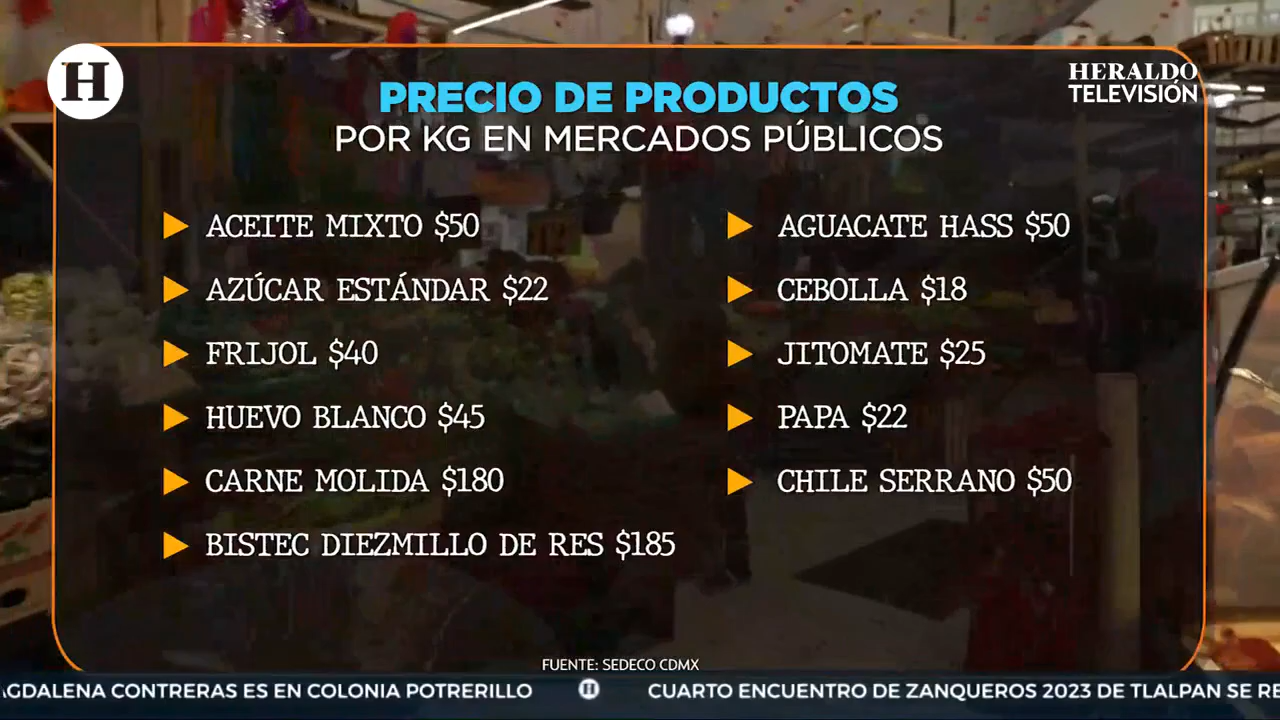 H
HERALDO
TELEVISIÓN
PRECIO DE PRODUCTOS
POR KG EN MERCADOS PÚBLICOS
ACEITE MIXTO $50
AZÚCAR ESTÁNDAR $22
FRIJOL $40
HUEVO BLANCO $45
CARNE MOLIDA $180
BISTEC DIEZMILLO DE RES $185
AGUACATE HASS $50
CEBOLLA $18
JITOMATE $25
PAPA $22
CHILE SERRANO $50
FUENTE: SEDECO CDMX
AGDALENA CONTRERAS ES EN COLONIA POTRERILLO H CUARTO ENCUENTRO DE ZANQUEROS 2023 DE TLALPAN SE RE